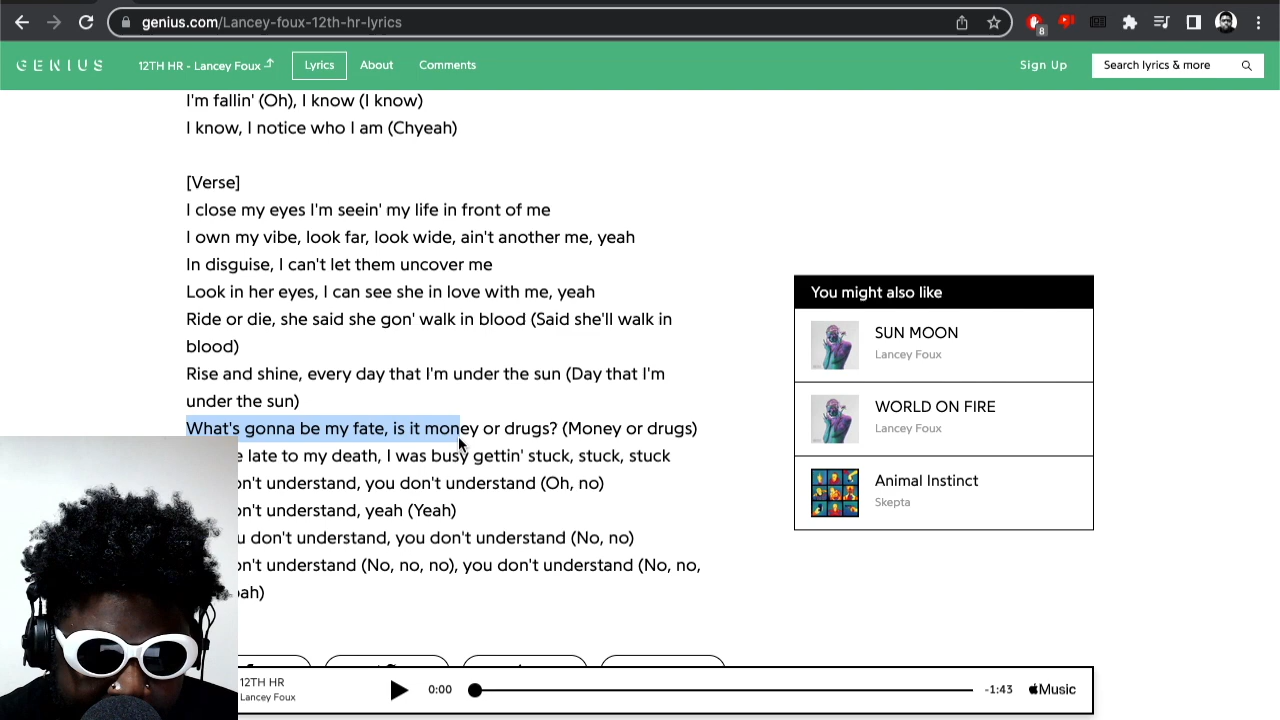 genius.com/Lancey-foux-12th-hr-lyrics
8
GENIUS
12TH HR - Lancey Foux
Lyrics
About
Comments
Sign Up
Search lyrics & more
I'm fallin' (Oh), I know (I know)
I know, I notice who I am (Chyeah)
[Verse]
I close my eyes I'm seein' my life in front of me
I own my vibe, look far, look wide, ain't another me, yeah
In disguise, I can't let them uncover me
Look in her eyes, I can see she in love with me, yeah
Ride or die, she said she gon' walk in blood (Said she'll walk in
blood)
Rise and shine, every day that I'm under the sun (Day that I'm
under the sun)
What's gonna be my fate, is it money or drugs? (Money or drugs)
late to my death, I was busy gettin' stuck, stuck, stuck
understand, you don't understand (Oh, no)
understand, yeah (Yeah)
don't understand, you don't understand (No, no)
understand (No, no, no), you don't understand (No, no,
You might also like
SUN MOON
Lancey Foux
WORLD ON FIRE
Lancey Foux
Animal Instinct
Skepta
12TH HR
Lancey Foux
0:00
-1:43
Music